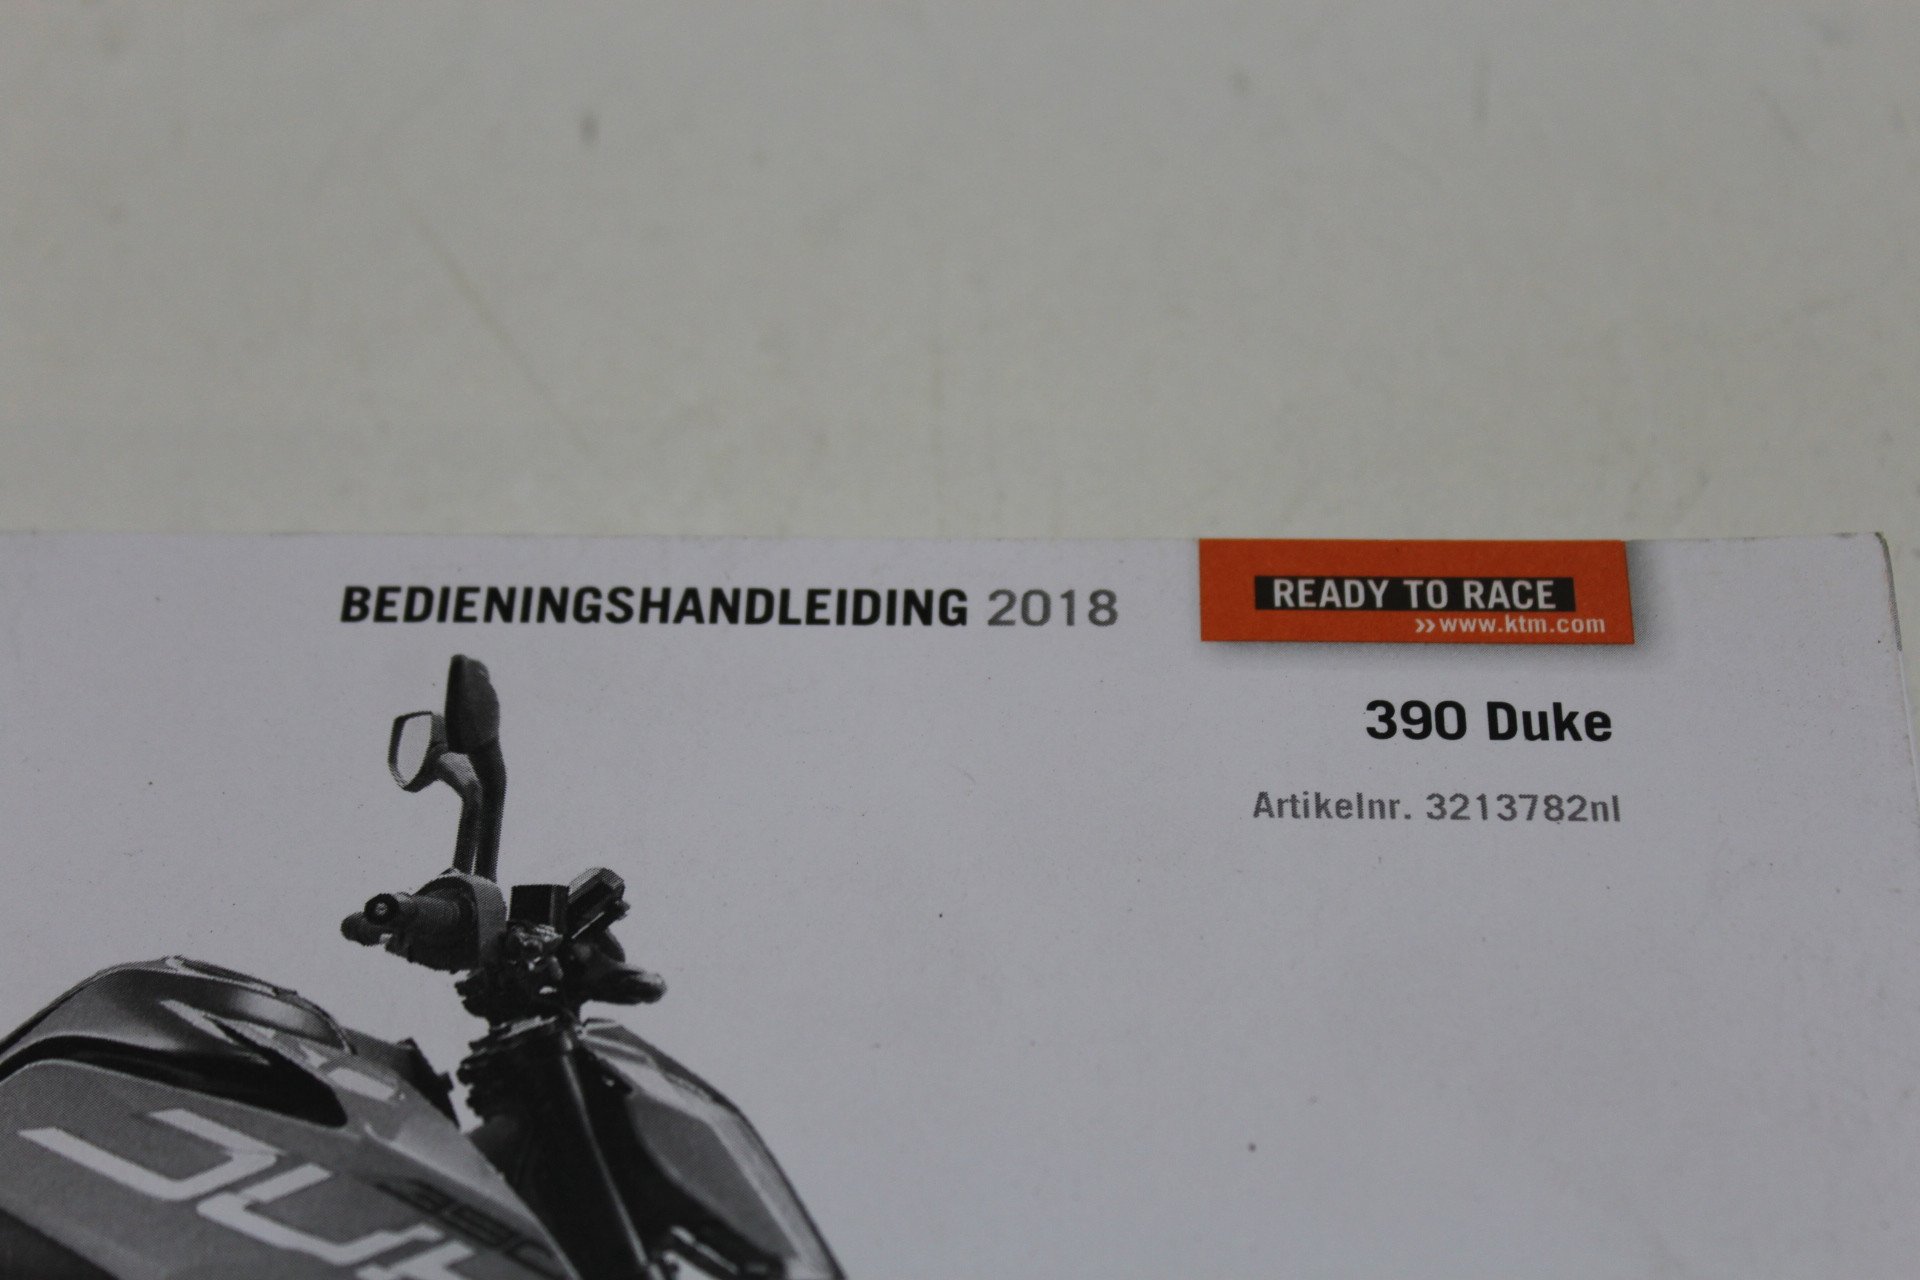 BEDIENINGSHANDLEIDING 2018
READY TO RACE
»www.ktm.com
390 Duke
Artikelnr. 3213782nl